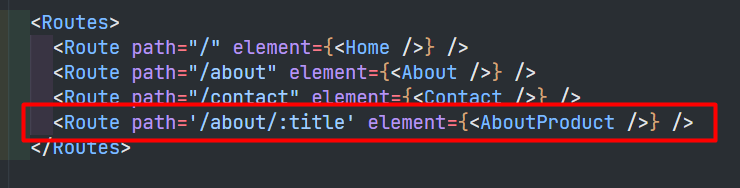 <Routes>
<Route path="/" element={<Home />} />
<Route path="/about" element={<About />} />
<Route path="/contact" element={<Contact />} />
<Route path='/about/:title' element={<AboutProduct />} />
</Routes>